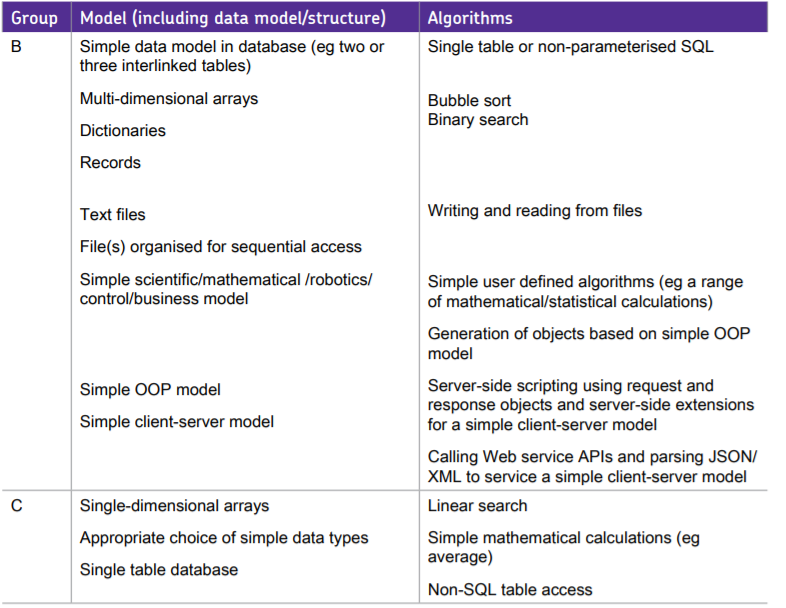 Group Model (including data model/structure) Algorithms
B Simple data model in database (eg two or Single table or non-parameterised SQL
three interlinked tables)
Multi-dimensional arrays Bubble sort
Binary search
Dictionaries
Records
Text files Writing and reading from files
File(s) organised for sequential access
Simple scientific/mathematical /robotics/ Simple user defined algorithms (eg a range
control/business model of mathematical/statistical calculations)
Generation of objects based on simple OOP
model
Simple OOP model Server-side scripting using request and
response objects and server-side extensions
Simple client-server model for a simple client-server model
Calling Web service APIs and parsing JSON/
XML to service a simple client-server model
C Single-dimensional arrays Linear search
Appropriate choice of simple data types Simple mathematical calculations (eg
average)
Single table database
Non-SQL table access